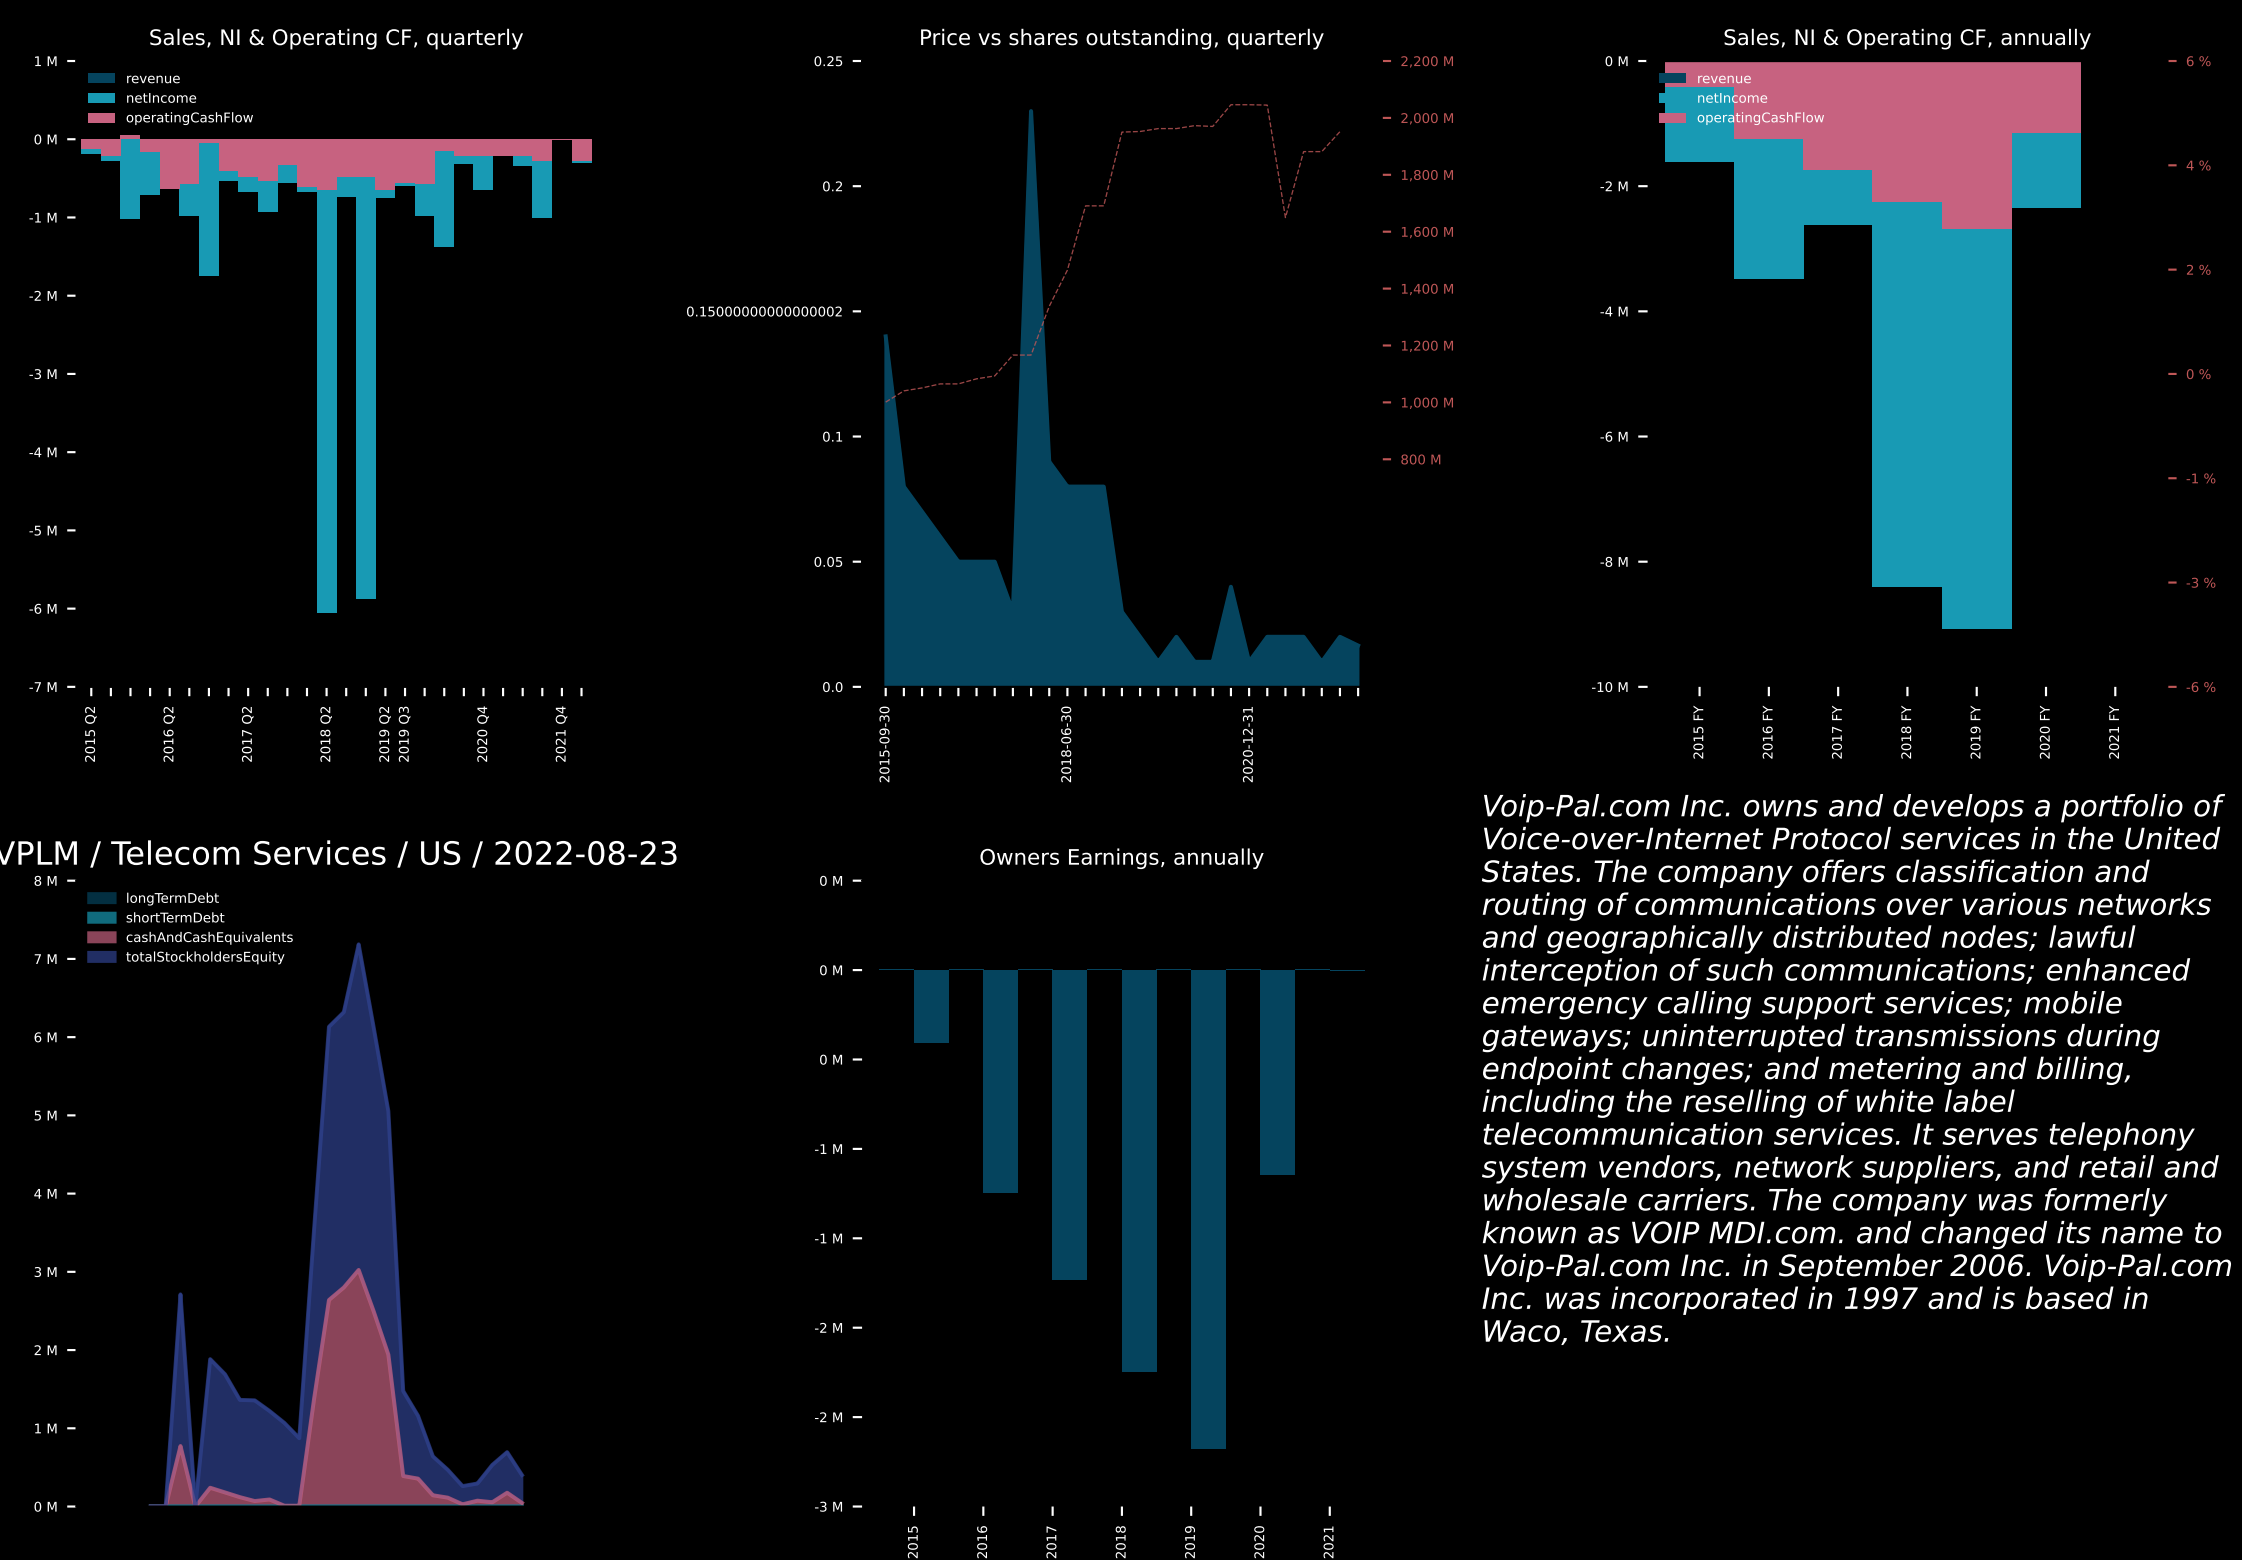 Sales, NI & Operating CF, quarterly
1 M
0 M
-1 M
-2 M
-3 M
-4 M
-5 M
-6 M
-7 M
revenue
netIncome
operatingCashFlow
2015 Q2
2016 Q2
2017 Q2
2018 Q2
2019 Q2
2019 Q3
2020 Q4
2021 Q4
Price vs shares outstanding, quarterly
0.25
0.2
0.15000000000000002
0.1
0.05
0.0
2,200 M
2,000 M
1,800 M
1,600 M
1,400 M
1,200 M
1,000 M
800 M
2015-09-30
2018-06-30
2020-12-31
Sales, NI & Operating CF, annually
0 M
-2 M
-4 M
-6 M
-8 M
-10 M
revenue
netIncome
operatingCashFlow
6 %
4 %
2 %
0 %
-1 %
-3 %
-6 %
2015 FY
2016 FY
2017 FY
2018 FY
2019 FY
2020 FY
2021 FY
VPLM / Telecom Services / US / 2022-08-23
8 M
7 M
6 M
5 M
4 M
3 M
2 M
1 M
0 M
longTermDebt
shortTermDebt
cashAndCashEquivalents
totalStockholdersEquity
Owners Earnings, annually
0 M
0 M
0 M
-1 M
-1 M
-2 M
-2 M
-3 M
2015
2016
2017
2018
2019
2020
2021
Voip-Pal.com Inc. owns and develops a portfolio of
Voice-over-Internet Protocol services in the United
States. The company offers classification and
routing of communications over various networks
and geographically distributed nodes; lawful
interception of such communications; enhanced
emergency calling support services; mobile
gateways; uninterrupted transmissions during
endpoint changes; and metering and billing,
including the reselling of white label
telecommunication services. It serves telephony
system vendors, network suppliers, and retail and
wholesale carriers. The company was formerly
known as VOIP MDI.com. and changed its name to
Voip-Pal.com Inc. in September 2006. Voip-Pal.com
Inc. was incorporated in 1997 and is based in
Waco, Texas.